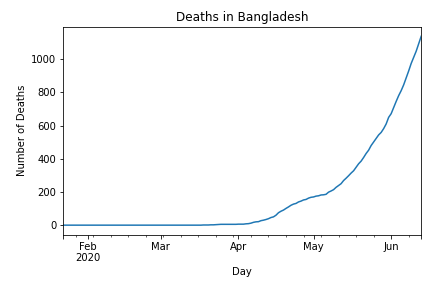 Deaths in Bangladesh
Number of Deaths
1000
800
600
400
200
0
Feb
2020
Mar
Apr
May
Jun
Day